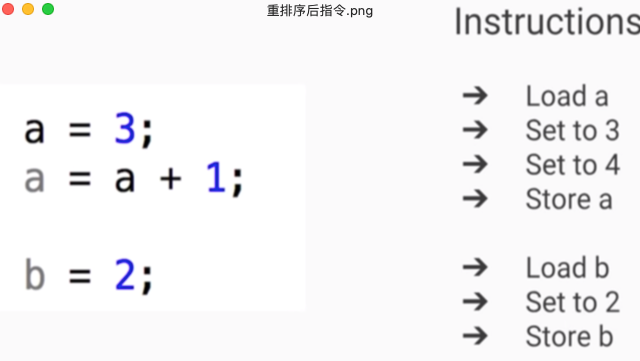 重排序后指令.png
a = 3;
a = a + 1;
b = 2;
Instructions
➔ Load a
➔ Set to 3
➔ Set to 4
➔ Store a
➔ Load b
➔ Set to 2
➔ Store b